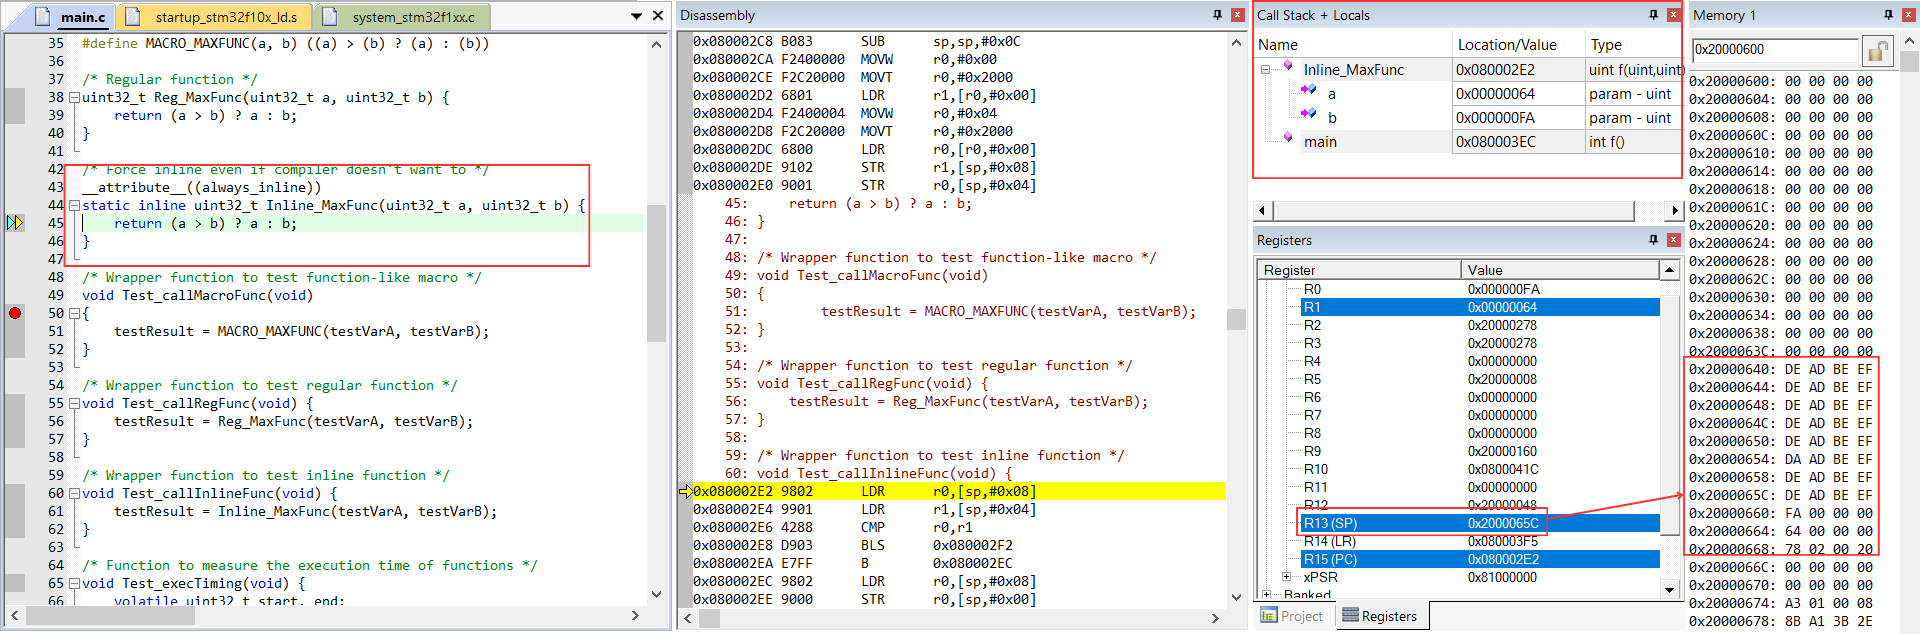 main.c
startup_stm32f10x_ld.s
system_stm32f1xx.c
35 #define MACRO_MAXFUNC(a, b) ((a) > (b) ? (a) : (b))
36
37 /* Regular function */
38 uint32_t Reg_MaxFunc(uint32_t a, uint32_t b) {
39 return (a > b) ? a : b;
40 }
41
42 /* Force inline even if compiler doesn't want to */
43 __attribute__((always_inline))
44 static inline uint32_t Inline_MaxFunc(uint32_t a, uint32_t b) {
45 return (a > b) ? a : b;
46 }
47
48 /* Wrapper function to test function-like macro */
49 void Test_callMacroFunc(void)
50 {
51 testResult = MACRO_MAXFUNC(testVarA, testVarB);
52 }
53
54 /* Wrapper function to test regular function */
55 void Test_callRegFunc(void) {
56 testResult = Reg_MaxFunc(testVarA, testVarB);
57 }
58
59 /* Wrapper function to test inline function */
60 void Test_callInlineFunc(void) {
61 testResult = Inline_MaxFunc(testVarA, testVarB);
62 }
63
64 /* Function to measure the execution time of functions */
65 void Test_execTiming(void) {
66 volatile uint32_t start, end;
Disassembly
0x080002C8 B083 SUB sp,sp,#0x0C
0x080002CA F2400000 MOVW r0,#0x00
0x080002CE F2C20000 MOVT r0,#0x2000
0x080002D2 6801 LDR r1,[r0,#0x00]
0x080002D4 F2400004 MOVW r0,#0x04
0x080002D8 F2C20000 MOVT r0,#0x2000
0x080002DC 6800 LDR r0,[r0,#0x00]
0x080002DE 9102 STR r1,[sp,#0x08]
0x080002E0 9001 STR r0,[sp,#0x04]
45: return (a > b) ? a : b;
46: }
47:
48: /* Wrapper function to test function-like macro */
49: void Test_callMacroFunc(void)
50: {
51: testResult = MACRO_MAXFUNC(testVarA, testVarB);
52: }
53:
54: /* Wrapper function to test regular function */
55: void Test_callRegFunc(void) {
56: testResult = Reg_MaxFunc(testVarA, testVarB);
57: }
58:
59: /* Wrapper function to test inline function */
60: void Test_callInlineFunc(void) {
0x080002E2 9802 LDR r0,[sp,#0x08]
0x080002E4 9901 LDR r1,[sp,#0x04]
0x080002E6 4288 CMP r0,r1
0x080002E8 D903 BLS 0x080002F2
0x080002EA E7FF B 0x080002EC
0x080002EC 9802 LDR r0,[sp,#0x08]
0x080002EE 9000 STR r0,[sp,#0x00]
Call Stack + Locals
Name Location/Value Type
Inline_MaxFunc 0x080002E2 uint f(uint,uint)
a 0x00000064 param - uint
b 0x000000FA param - uint
main 0x080003EC int f()
Registers
Register Value
R0 0x000000FA
R1 0x00000064
R2 0x20000278
R3 0x20000278
R4 0x00000000
R5 0x20000008
R6 0x00000000
R7 0x00000000
R8 0x00000000
R9 0x20000160
R10 0x0800041C
R11 0x00000000
R12 0x20000048
R13 (SP) 0x2000065C
R14 (LR) 0x080003F5
R15 (PC) 0x080002E2
xPSR 0x81000000
Banked
Project
Registers
Memory 1
0x20000600
0x20000600: 00 00 00 00
0x20000604: 00 00 00 00
0x20000608: 00 00 00 00
0x2000060C: 00 00 00 00
0x20000610: 00 00 00 00
0x20000614: 00 00 00 00
0x20000618: 00 00 00 00
0x2000061C: 00 00 00 00
0x20000620: 00 00 00 00
0x20000624: 00 00 00 00
0x20000628: 00 00 00 00
0x2000062C: 00 00 00 00
0x20000630: 00 00 00 00
0x20000634: 00 00 00 00
0x20000638: 00 00 00 00
0x2000063C: 00 00 00 00
0x20000640: DE AD BE EF
0x20000644: DE AD BE EF
0x20000648: DE AD BE EF
0x2000064C: DE AD BE EF
0x20000650: DE AD BE EF
0x20000654: DA AD BE EF
0x20000658: DE AD BE EF
0x2000065C: DE AD BE EF
0x20000660: FA 00 00 00
0x20000664: 64 00 00 00
0x20000668: 78 02 00 20
0x2000066C: 00 00 00 00
0x20000670: 00 00 00 00
0x20000674: A3 01 00 08
0x20000678: 8B A1 3B 2E